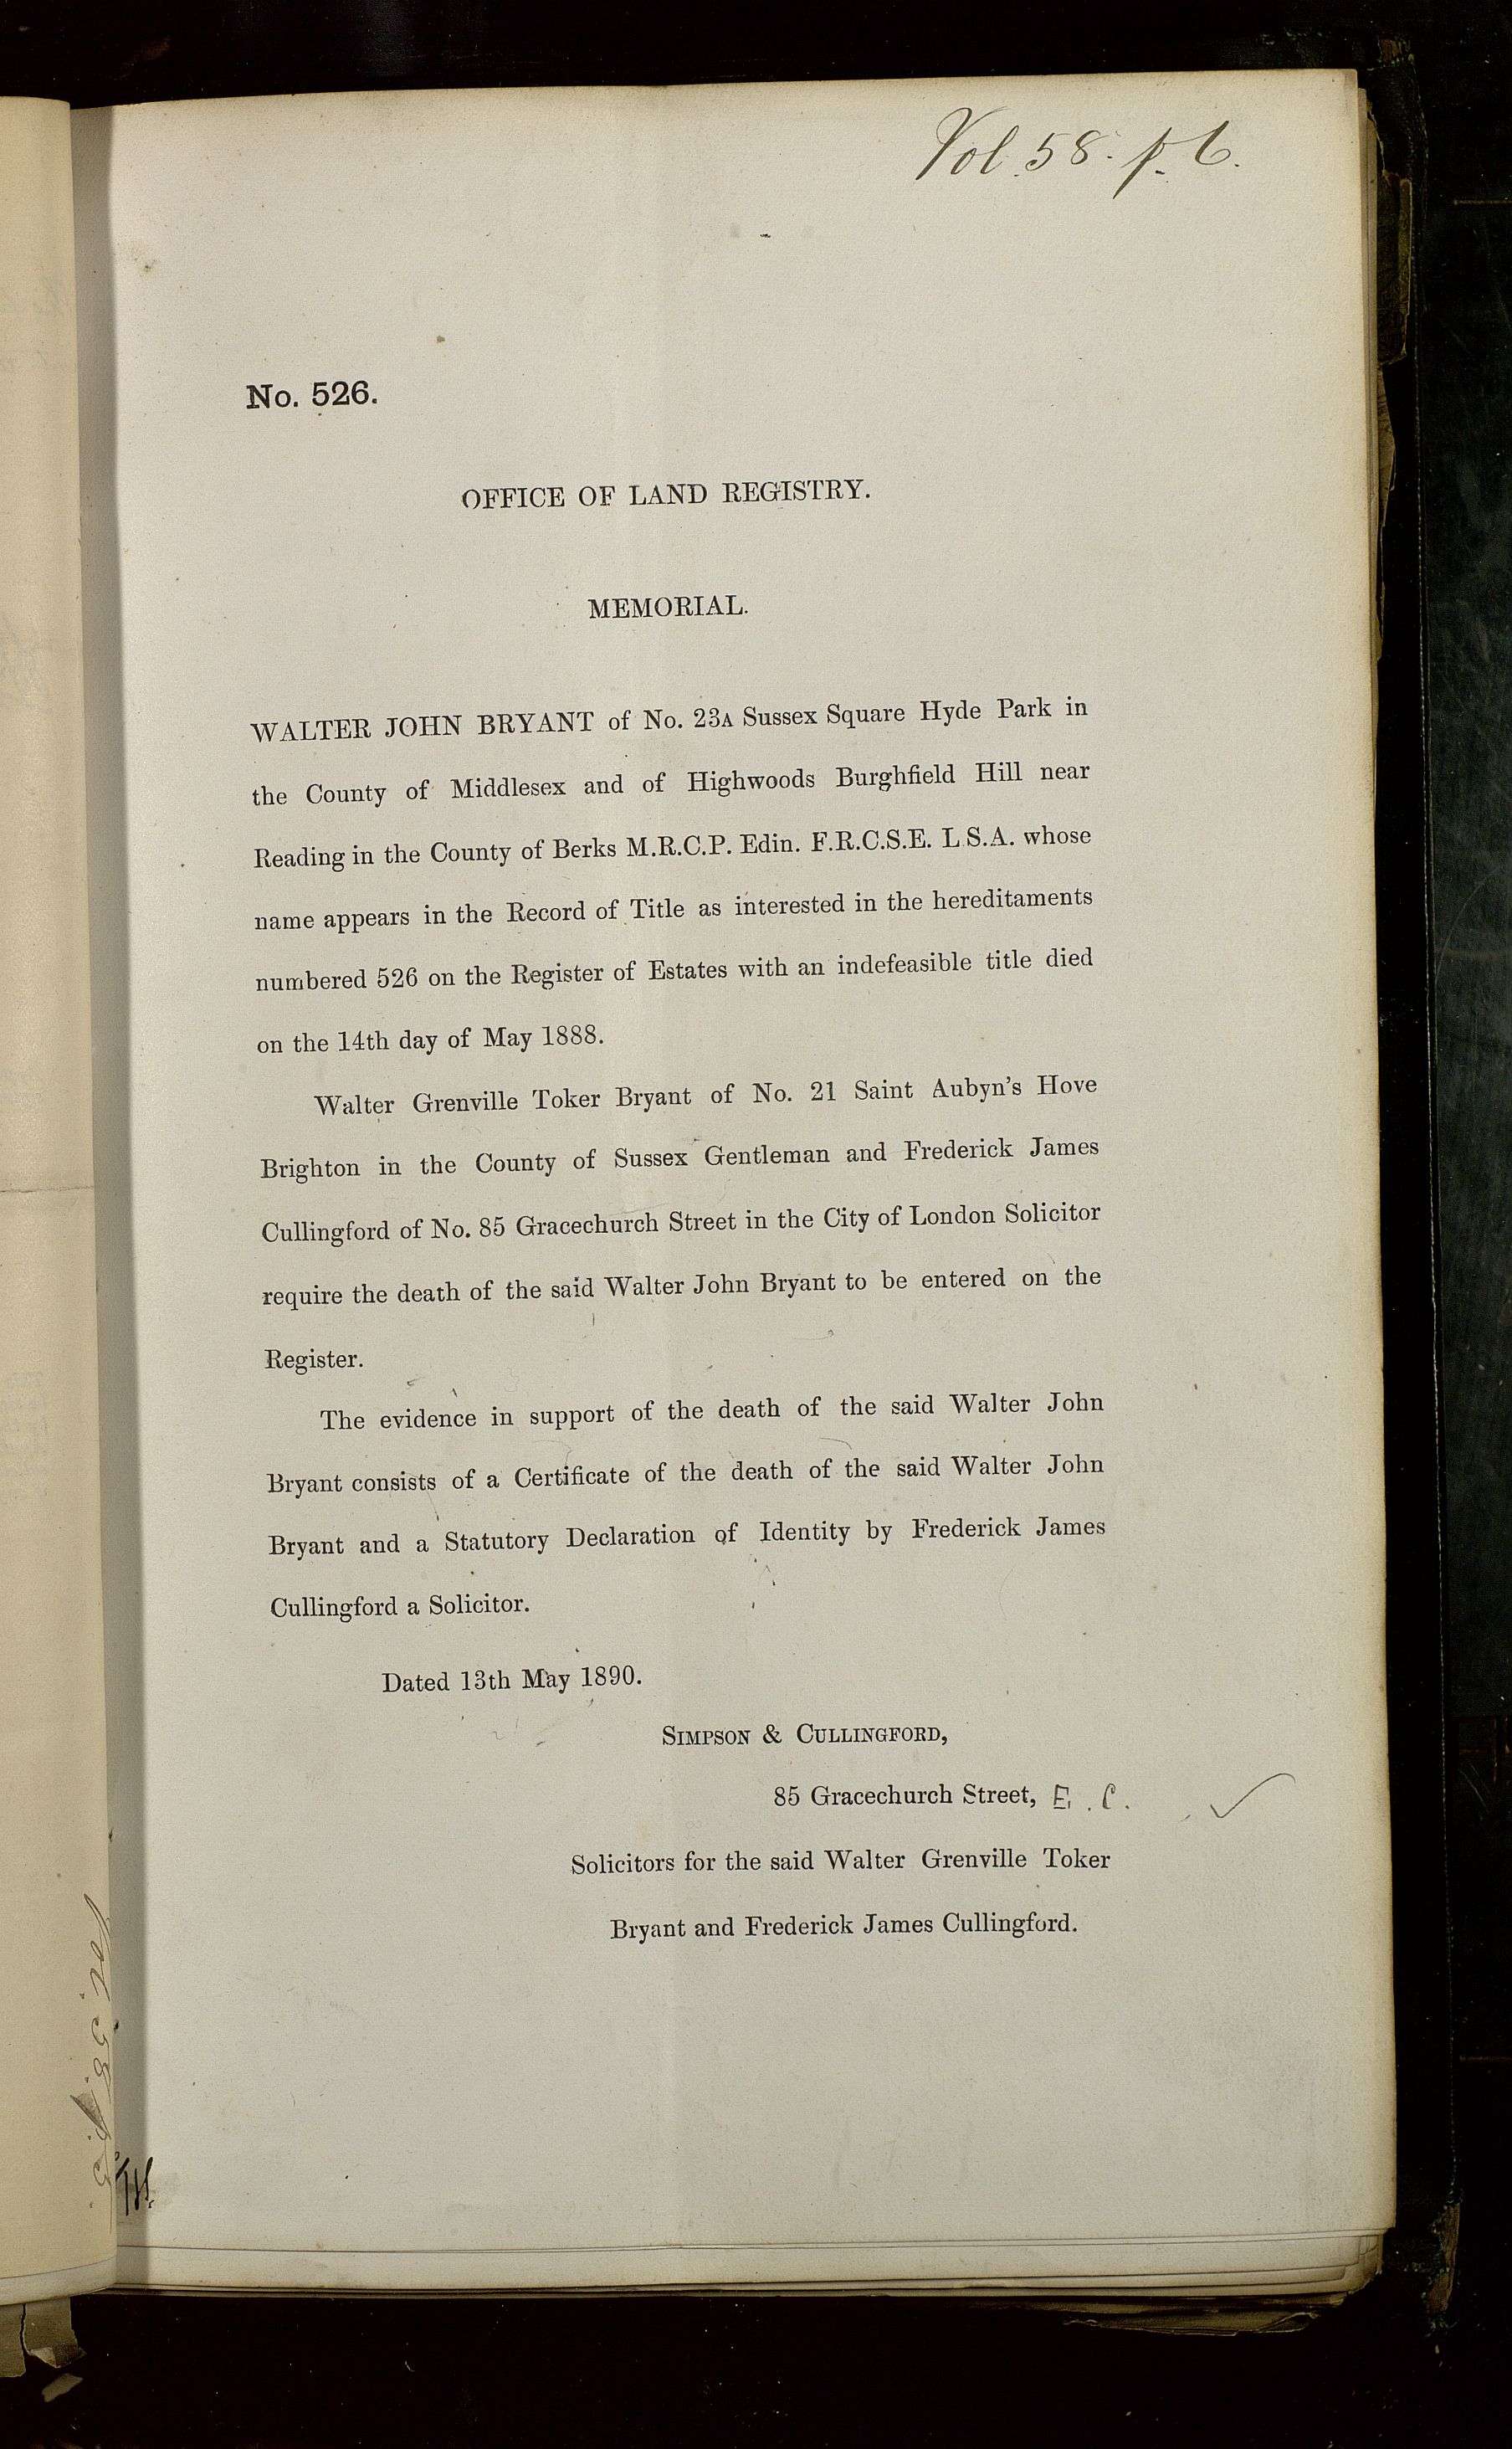 Vol. 58. p. 6.
No. 526.
OFFICE OF LAND REGISTRY.
MEMORIAL.
WALTER JOHN BRYANT of No. 23A Sussex Square Hyde Park in
the County of Middlesex and of Highwoods Burghfield Hill near
Reading in the County of Berks M.R.C.P. Edin. F.R.C.S.E. L.S.A. whose
name appears in the Record of Title as interested in the hereditaments
numbered 526 on the Register of Estates with an indefeasible title died
on the 14th day of May 1888.
Walter Grenville Toker Bryant of No. 21 Saint Aubyn's Hove
Brighton in the County of Sussex Gentleman and Frederick James
Cullingford of No. 85 Gracechurch Street in the City of London Solicitor
require the death of the said Walter John Bryant to be entered on the
Register.
The evidence in support of the death of the said Walter John
Bryant consists of a Certificate of the death of the said Walter John
Bryant and a Statutory Declaration of Identity by Frederick James
Cullingford a Solicitor.
Dated 13th May 1890.
SIMPSON & CULLINGFORD,
85 Gracechurch Street, E.C.
Solicitors for the said Walter Grenville Toker
Bryant and Frederick James Cullingford.
Vol. 58. p. 5.